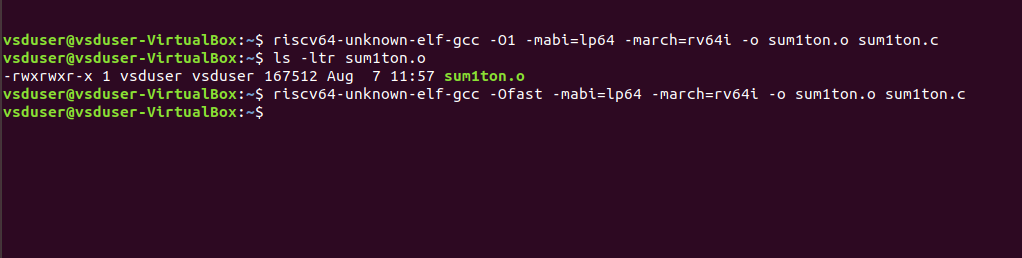 vsduser@vsduser-VirtualBox:~$ riscv64-unknown-elf-gcc -O1 -mabi=lp64 -march=rv64i -o sum1ton.o sum1ton.c
vsduser@vsduser-VirtualBox:~$ ls -ltr sum1ton.o
-rwxrwxr-x 1 vsduser vsduser 167512 Aug  7 11:57 sum1ton.o
vsduser@vsduser-VirtualBox:~$ riscv64-unknown-elf-gcc -Ofast -mabi=lp64 -march=rv64i -o sum1ton.o sum1ton.c
vsduser@vsduser-VirtualBox:~$